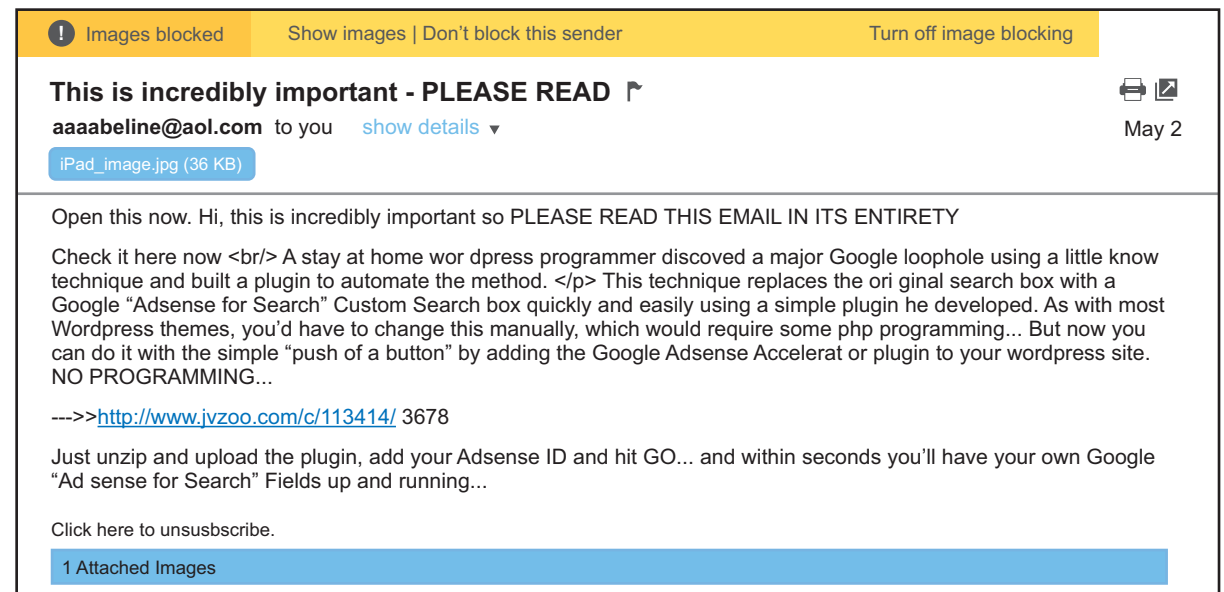 ! Images blocked Show images | Don't block this sender Turn off image blocking
This is incredibly important - PLEASE READ
aaaabeline@aol.com to you show details ▼
May 2
iPad_image.jpg (36 KB)
Open this now. Hi, this is incredibly important so PLEASE READ THIS EMAIL IN ITS ENTIRETY
Check it here now <br/> A stay at home wor dpress programmer discoved a major Google loophole using a little know
technique and built a plugin to automate the method. </p> This technique replaces the ori ginal search box with a
Google “Adsense for Search” Custom Search box quickly and easily using a simple plugin he developed. As with most
Wordpress themes, you’d have to change this manually, which would require some php programming... But now you
can do it with the simple “push of a button” by adding the Google Adsense Accelerat or plugin to your wordpress site.
NO PROGRAMMING...
--->>http://www.jvzoo.com/c/113414/ 3678
Just unzip and upload the plugin, add your Adsense ID and hit GO... and within seconds you’ll have your own Google
“Ad sense for Search” Fields up and running...
Click here to unsusbscribe.
1 Attached Images